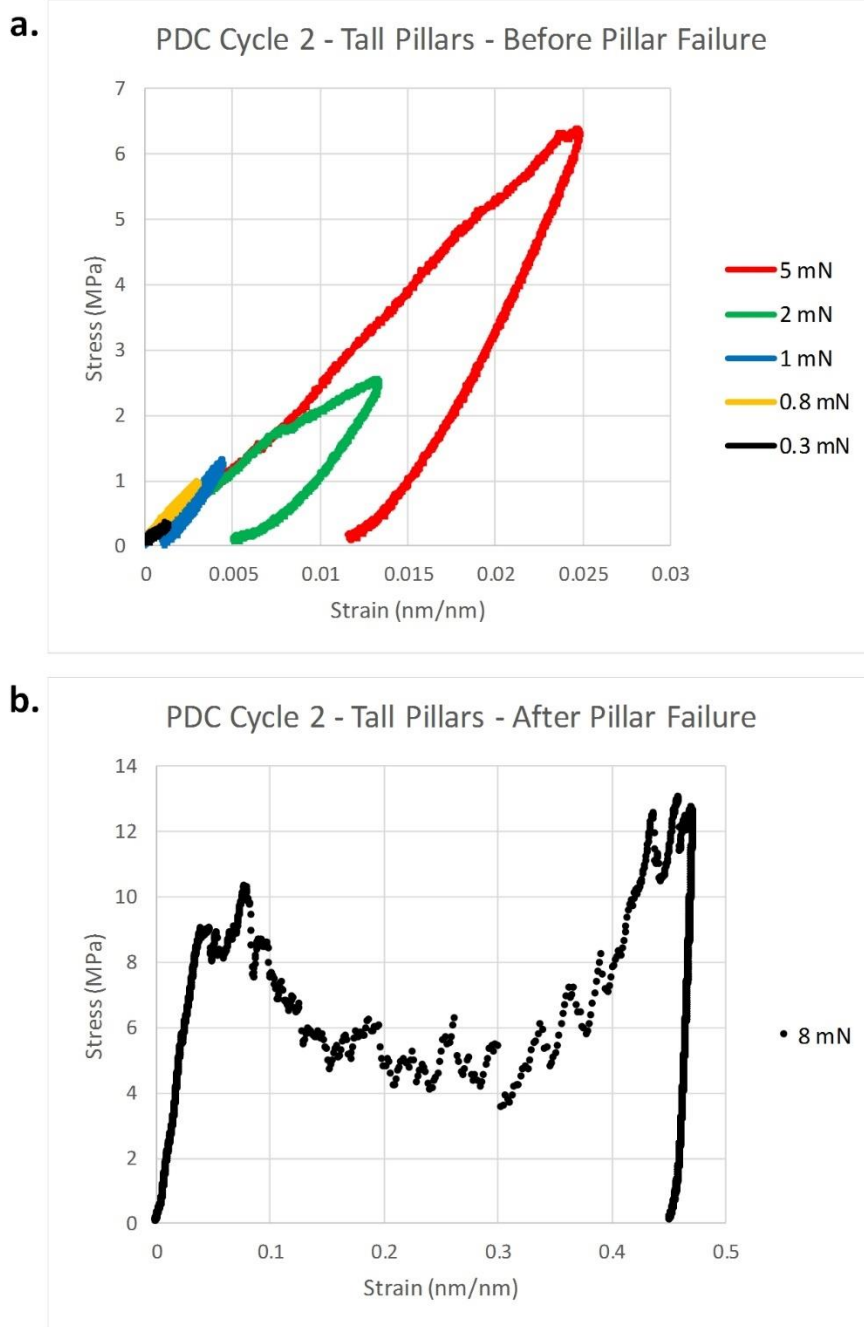 a.
PDC Cycle 2 - Tall Pillars - Before Pillar Failure
7
6
5
4
3
2
1
0
Stress (MPa)
0 0.005 0.01 0.015 0.02 0.025 0.03
Strain (nm/nm)
5 mN
2 mN
1 mN
0.8 mN
0.3 mN
b.
PDC Cycle 2 - Tall Pillars - After Pillar Failure
14
12
10
8
6
4
2
0
Stress (MPa)
0 0.1 0.2 0.3 0.4 0.5
Strain (nm/nm)
8 mN